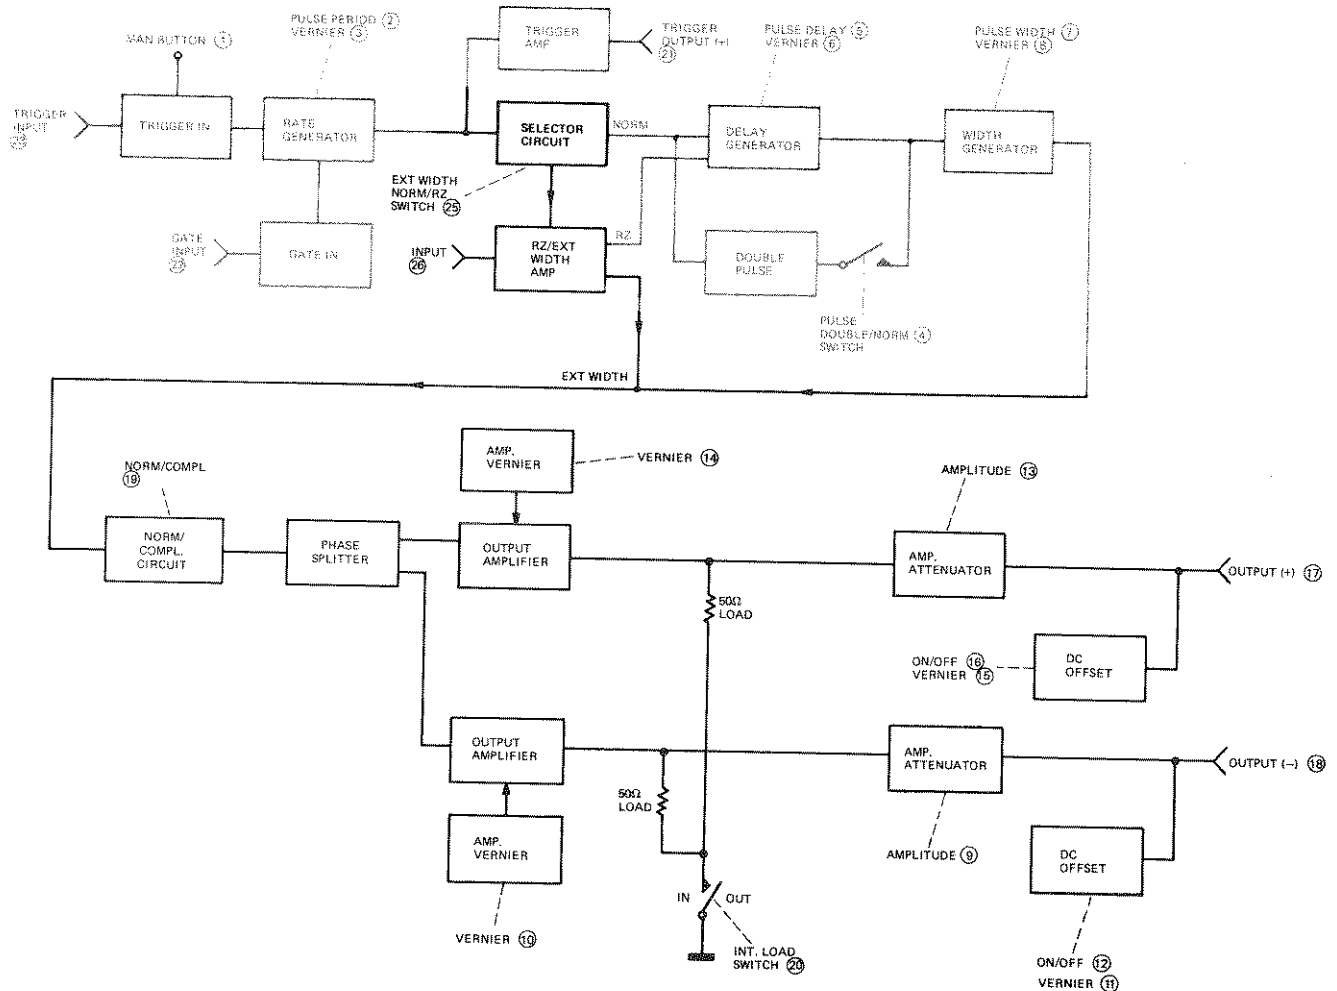 PULSE PERIOD ②
VERNIER ③
MAN BUTTON ①
TRIGGER
INPUT
TRIGGER IN
RATE
GENERATOR
GATE
INPUT
GATE IN
TRIGGER
AMP
TRIGGER
OUTPUT (+)
㉑
SELECTOR
CIRCUIT
NORM
EXT WIDTH
NORM/RZ
SWITCH ㉕
INPUT
㉖
RZ/EXT
WIDTH
AMP
RZ
PULSE DELAY ⑤
VERNIER ⑥
DELAY
GENERATOR
DOUBLE
PULSE
PULSE
DOUBLE/NORM ④
SWITCH
PULSE WIDTH ⑦
VERNIER ⑧
WIDTH
GENERATOR
EXT WIDTH
NORM/COMPL
⑲
NORM/
COMPL.
CIRCUIT
PHASE
SPLITTER
AMP.
VERNIER
VERNIER ⑭
OUTPUT
AMPLIFIER
50Ω
LOAD
AMPLITUDE ⑬
AMP.
ATTENUATOR
OUTPUT (+) ⑰
ON/OFF ⑯
VERNIER ⑮
DC
OFFSET
OUTPUT
AMPLIFIER
50Ω
LOAD
AMP.
ATTENUATOR
OUTPUT (−) ⑱
AMP.
VERNIER
VERNIER ⑩
IN
OUT
INT. LOAD
SWITCH ⑳
AMPLITUDE ⑨
DC
OFFSET
ON/OFF ⑫
VERNIER ⑪